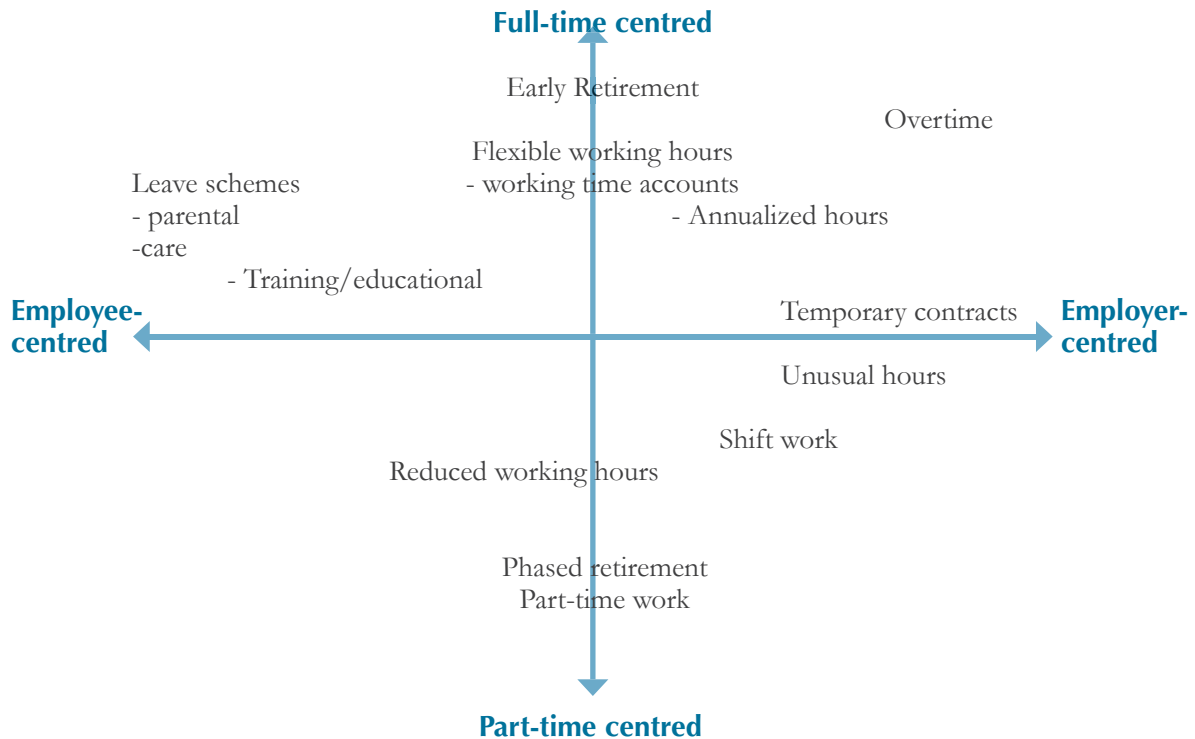 Full-time centred
Early Retirement
Overtime
Flexible working hours
Leave schemes
- working time accounts
- parental
- Annualized hours
-care
- Training/educational
Employee-
centred
Temporary contracts
Employer-
centred
Unusual hours
Shift work
Reduced working hours
Phased retirement
Part-time work
Part-time centred